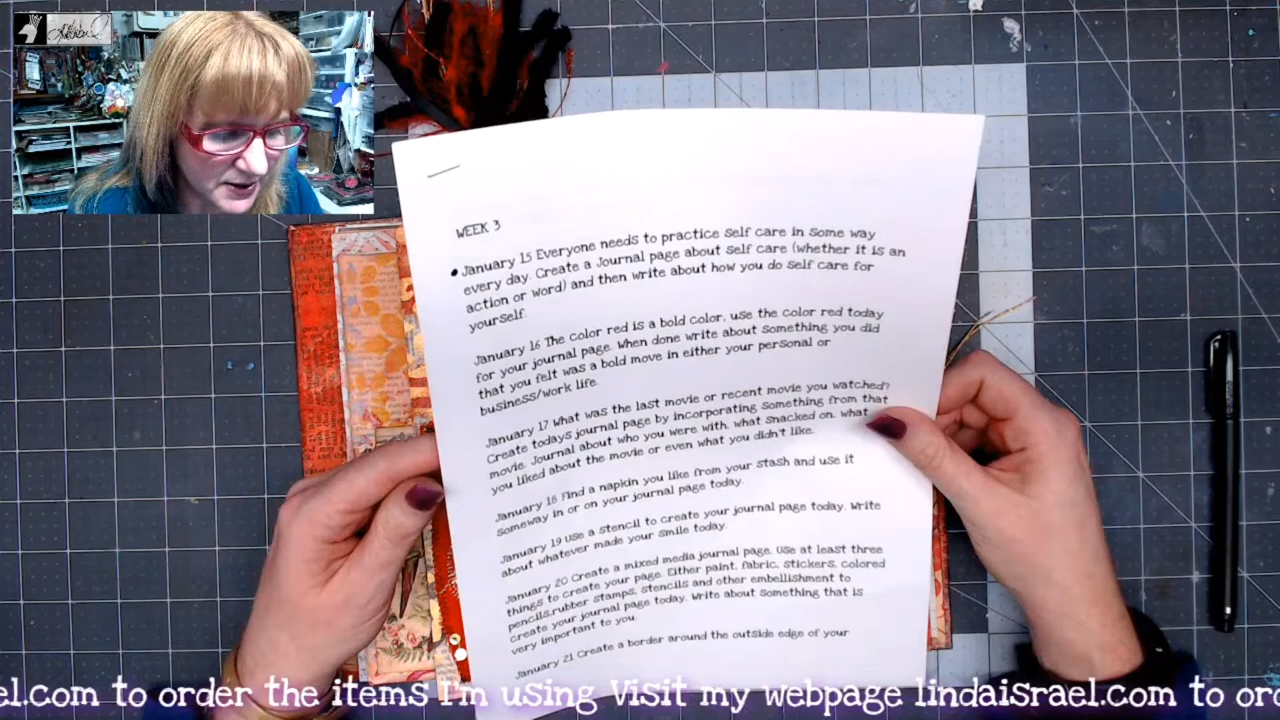 WEEK 3
January 15 Everyone needs to practice self care in some way
every day. Create a Journal page about self care (whether it is an
action or word) and then write about how you do self care for
yourself.
January 16 The color red is a bold color, use the color red today
for your journal page. When done write about something you did
that you felt was a bold move in either your personal or
business/work life.
January 17 What was the last movie or recent movie you watched?
Create todays journal page by incorporating something from that
movie. Journal about who you were with, what snacked on, what
you liked about the movie or even what you didn't like.
January 18 Find a napkin you like from your stash and use it
someway in or on your journal page today.
January 19 Use a stencil to create your journal page today. Write
about whatever made your smile today.
January 20 Create a mixed media journal page. Use at least three
things to create your page. Either paint, fabric, stickers, colored
pencils,rubber stamps, stencils and other embellishment to
create your journal page today. Write about something that is
very important to you.
January 21 Create a border around the outside edge of your
el.com to order the items I'm using Visit my webpage lindaisrael.com to ord